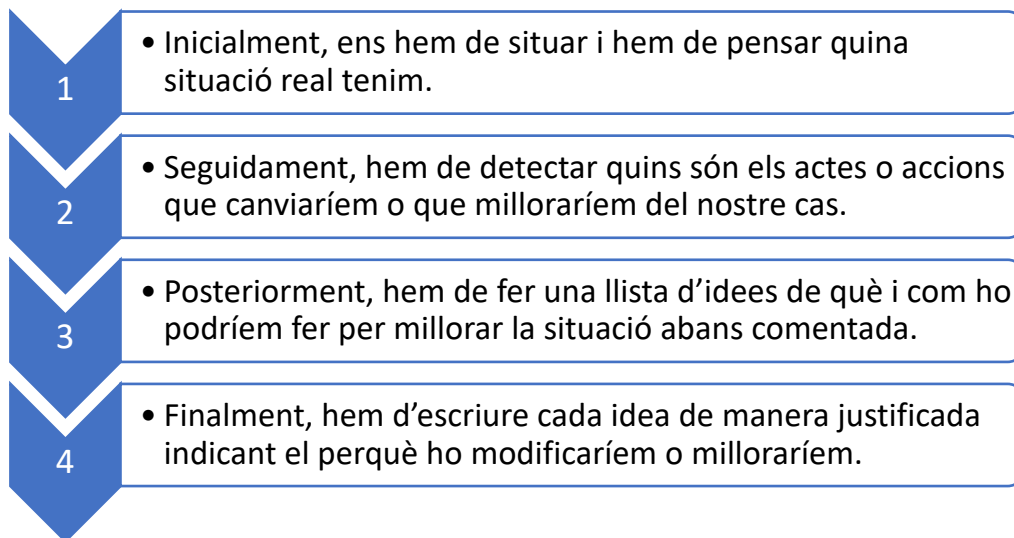 1
• Inicialment, ens hem de situar i hem de pensar quina
situació real tenim.
2
• Seguidament, hem de detectar quins són els actes o accions
que canviaríem o que milloraríem del nostre cas.
3
• Posteriorment, hem de fer una llista d’idees de què i com ho
podríem fer per millorar la situació abans comentada.
4
• Finalment, hem d’escriure cada idea de manera justificada
indicant el perquè ho modificaríem o milloraríem.